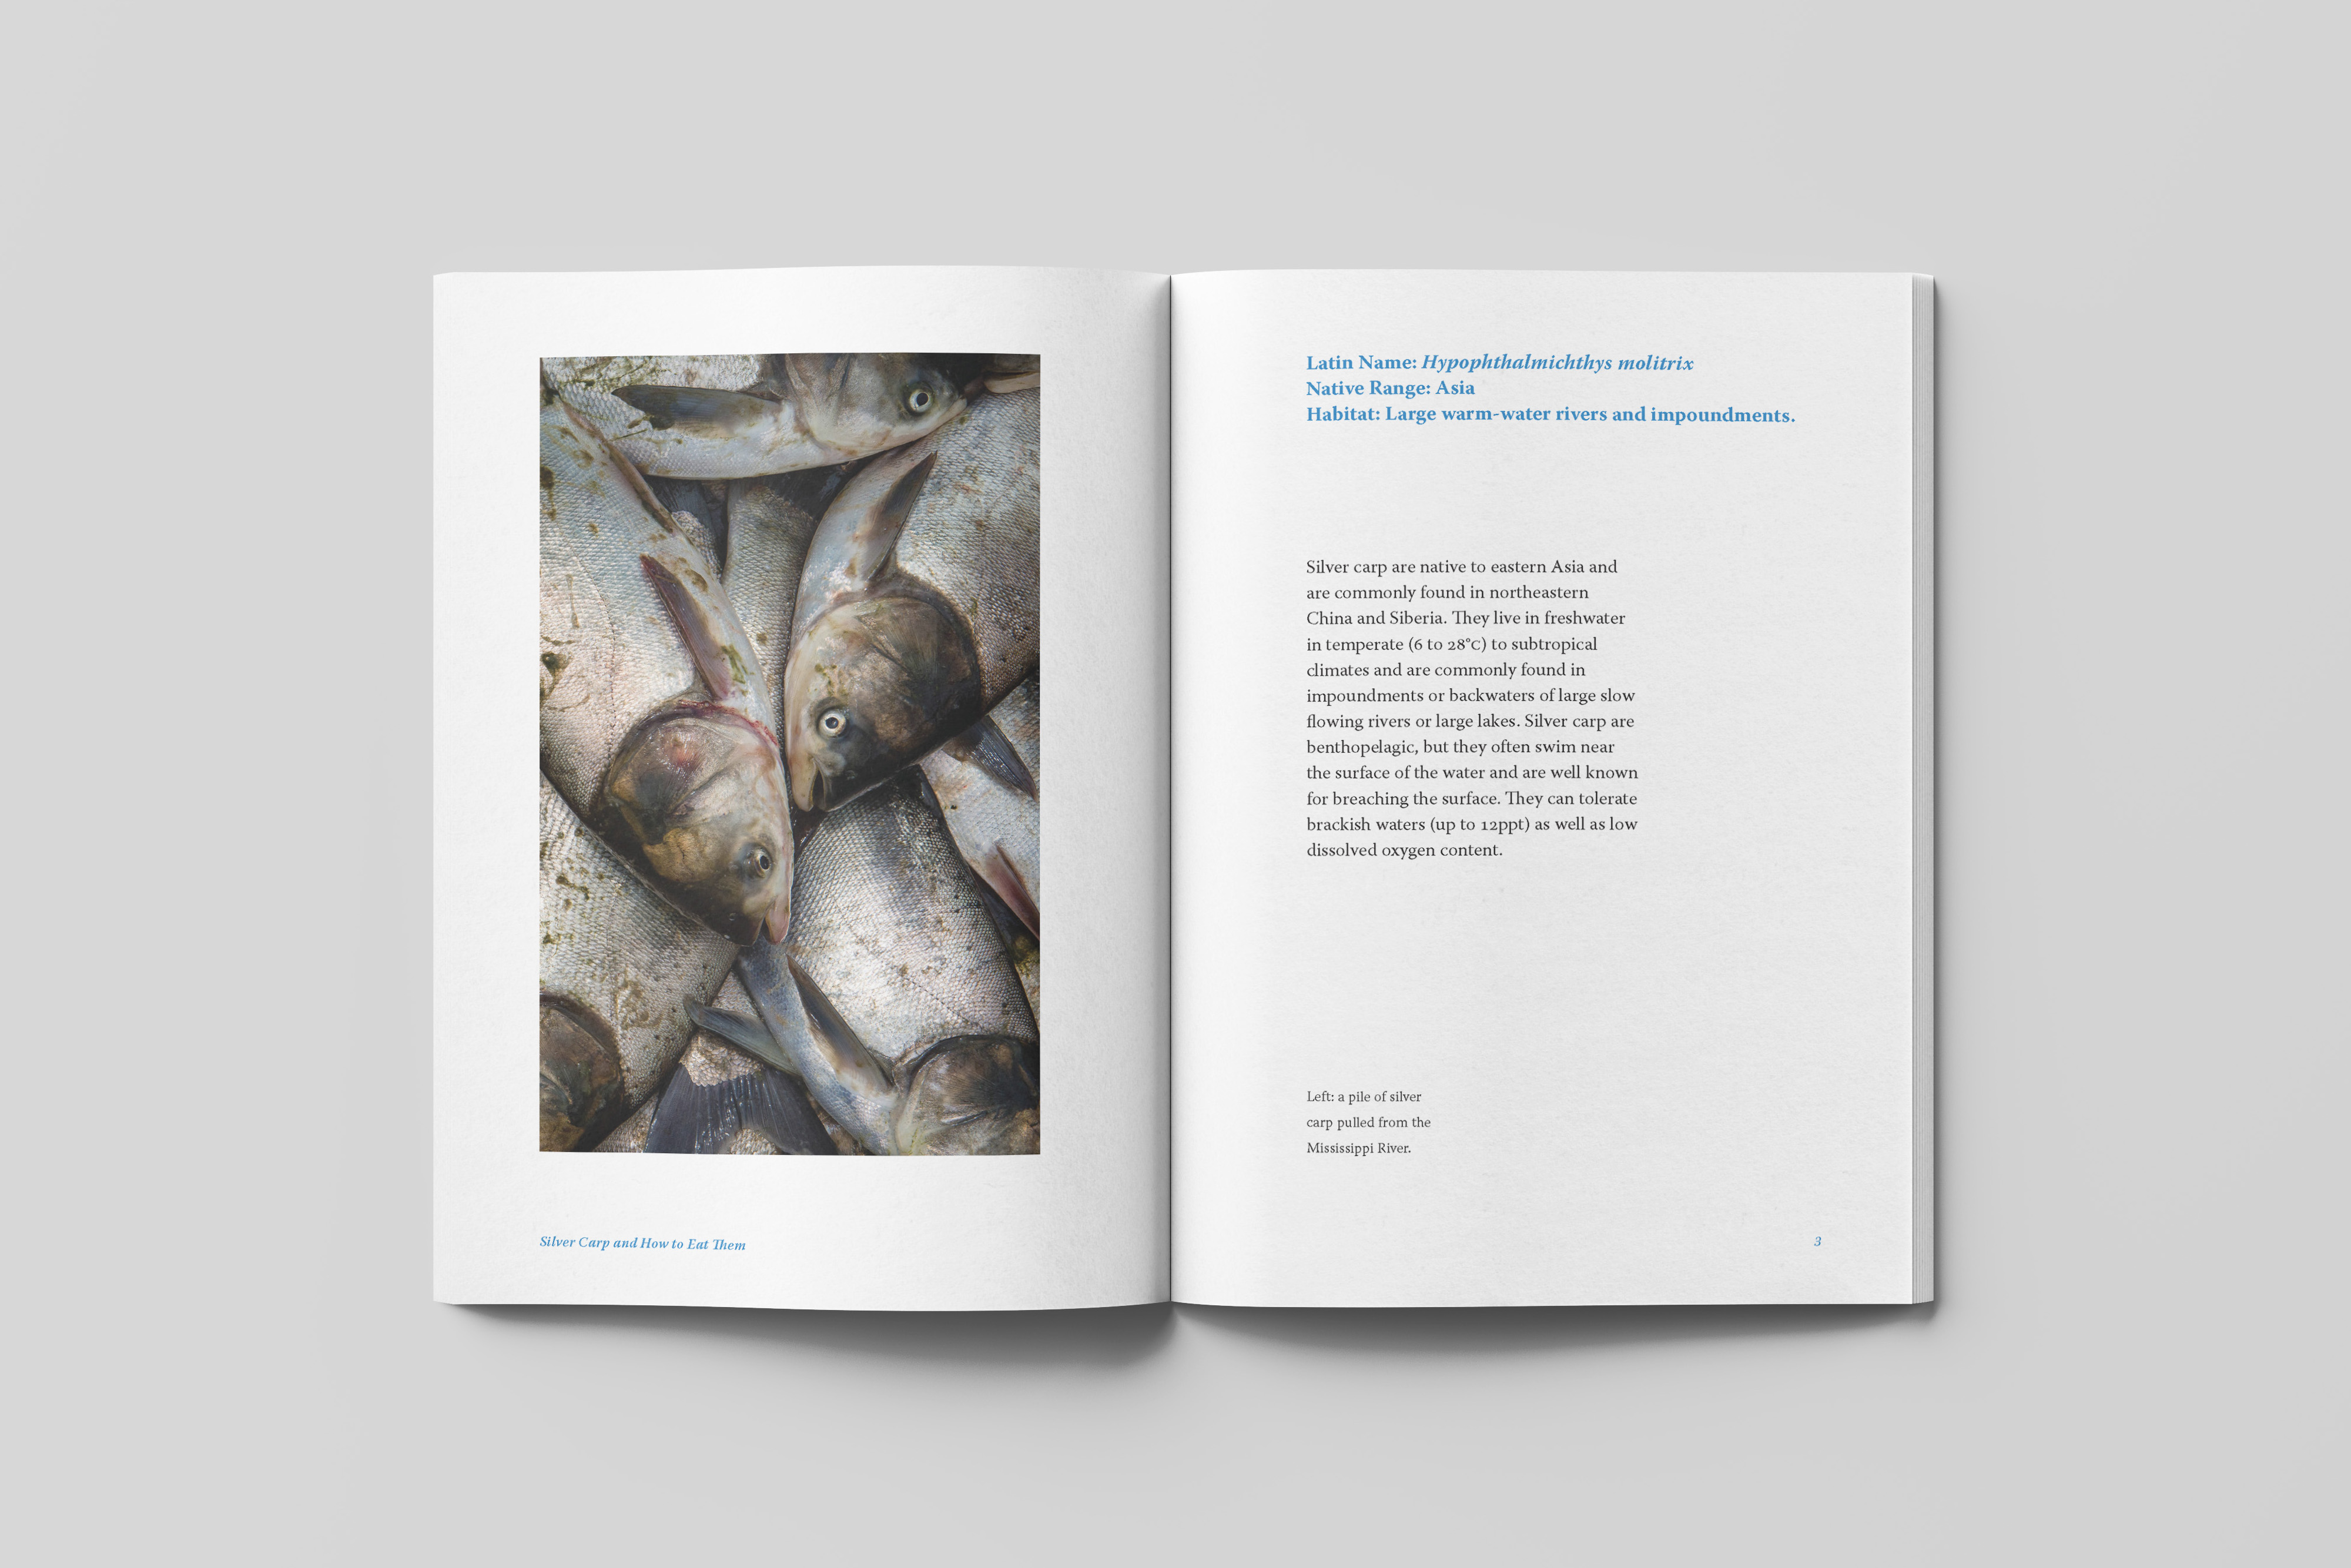 Silver Carp and How to Eat Them
Latin Name: Hypophthalmichthys molitrix
Native Range: Asia
Habitat: Large warm-water rivers and impoundments.
Silver carp are native to eastern Asia and
are commonly found in northeastern
China and Siberia. They live in freshwater
in temperate (6 to 28°C) to subtropical
climates and are commonly found in
impoundments or backwaters of large slow
flowing rivers or large lakes. Silver carp are
benthopelagic, but they often swim near
the surface of the water and are well known
for breaching the surface. They can tolerate
brackish waters (up to 12ppt) as well as low
dissolved oxygen content.
Left: a pile of silver
carp pulled from the
Mississippi River.
3